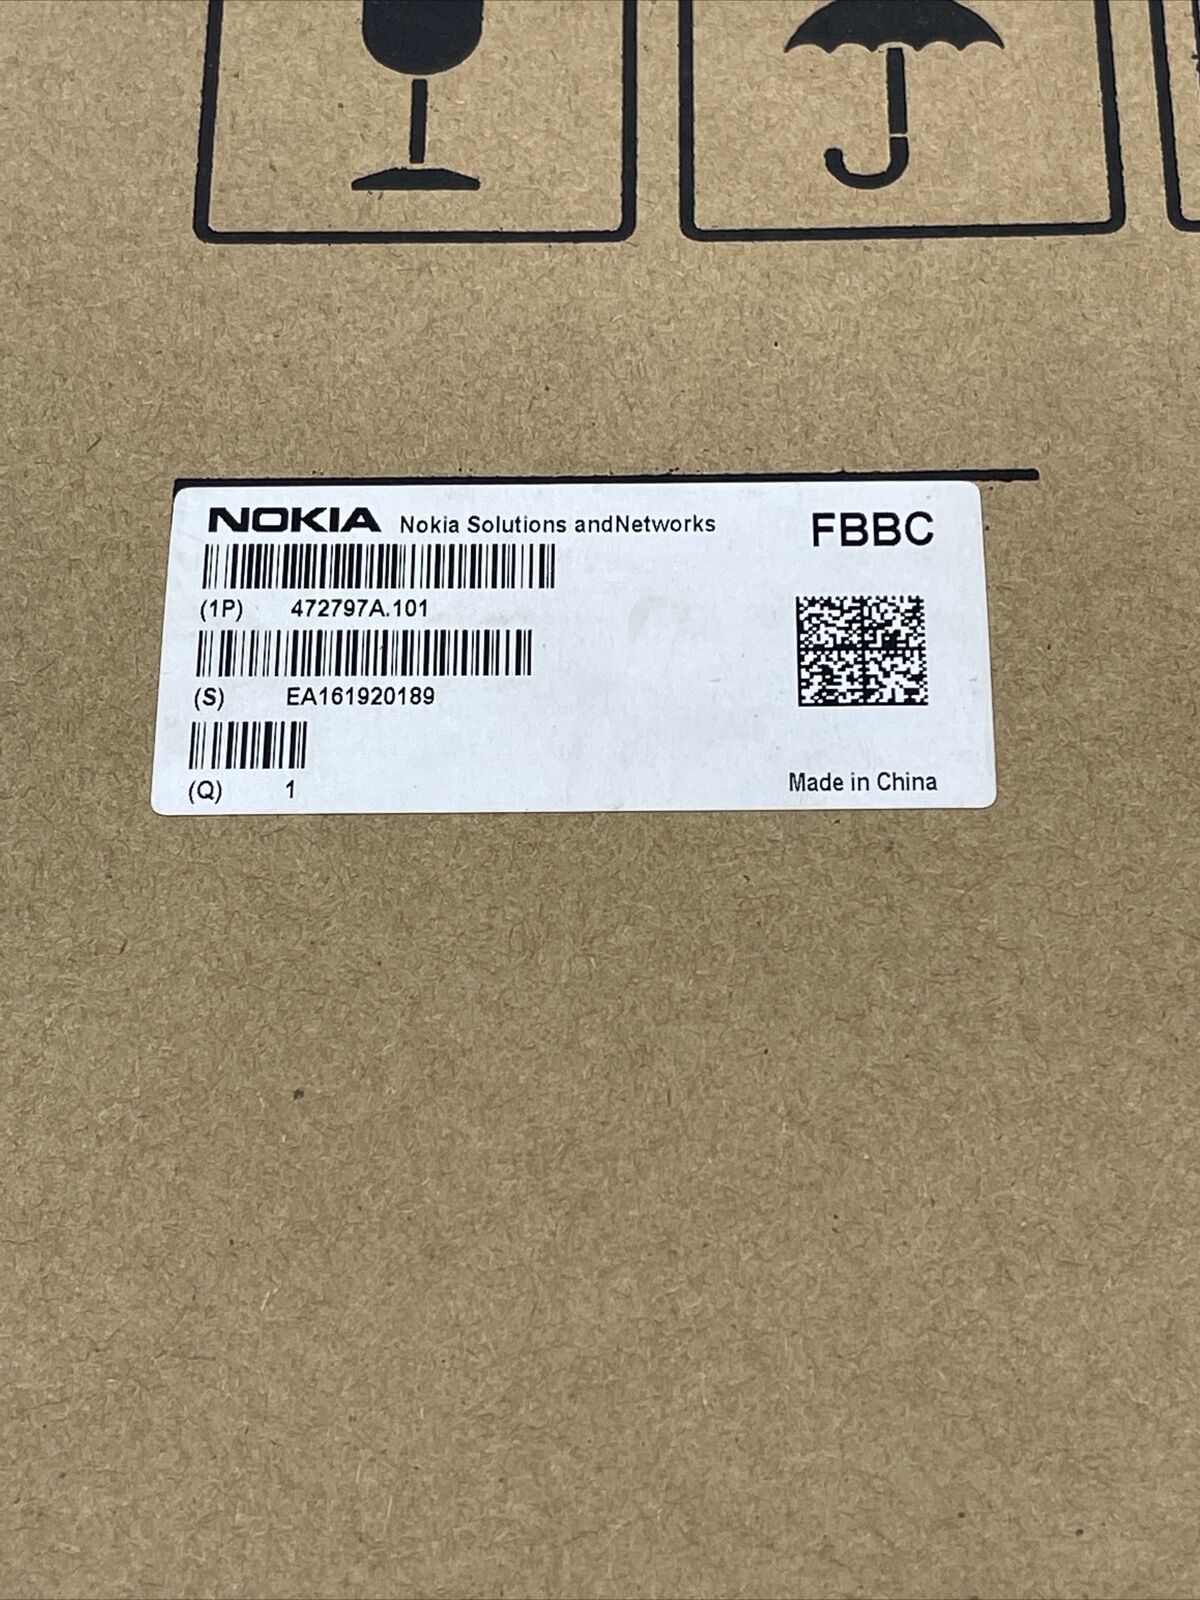 NOKIA Nokia Solutions andNetworks
FBBC
(1P) 472797A.101
(S) EA161920189
(Q) 1
Made in China